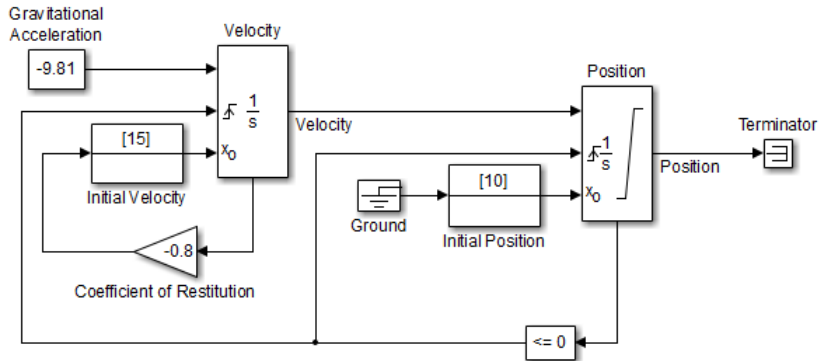 Gravitational
Acceleration
-9.81
Velocity
1
s
x0
Velocity
[15]
Initial Velocity
-0.8
Coefficient of Restitution
Ground
[10]
Initial Position
Position
1
s
x0
Position
Terminator
<= 0